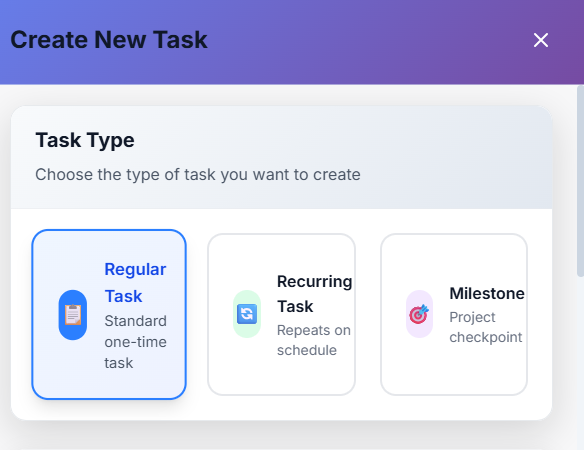 Create New Task
Task Type
Choose the type of task you want to create
Regular
Task
Standard
one-time
task
Recurring
Task
Repeats on
schedule
Milestone
Project
checkpoint